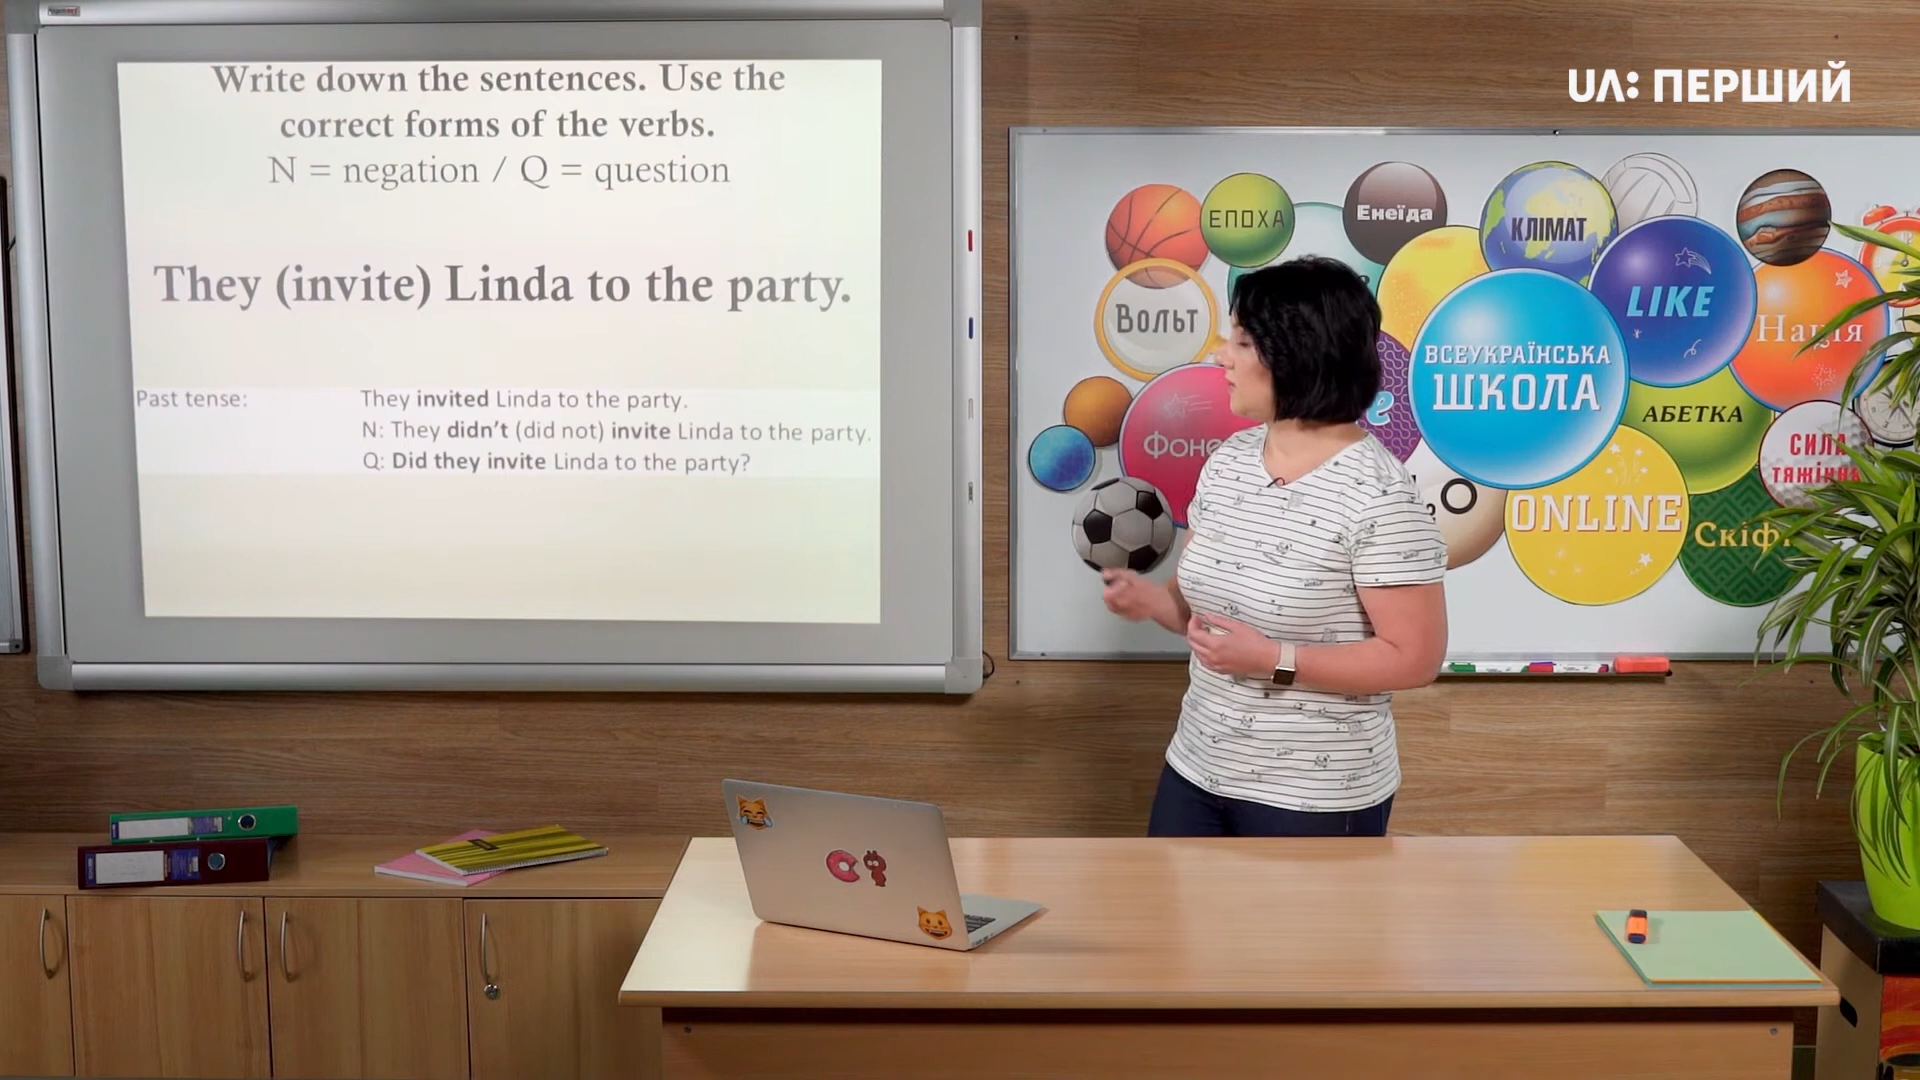 UA: ПЕРШИЙ
Write down the sentences. Use the
correct forms of the verbs.
N = negation / Q = question
They (invite) Linda to the party.
Past tense: They invited Linda to the party.
N: They didn't (did not) invite Linda to the party.
Q: Did they invite Linda to the party?
ЕПОХА
Енеїда
КЛІМАТ
Вольт
LIKE
Нація
ВСЕУКРАЇНСЬКА
ШКОЛА
АБЕТКА
СИЛА
ТЯЖІННЯ
ONLINE